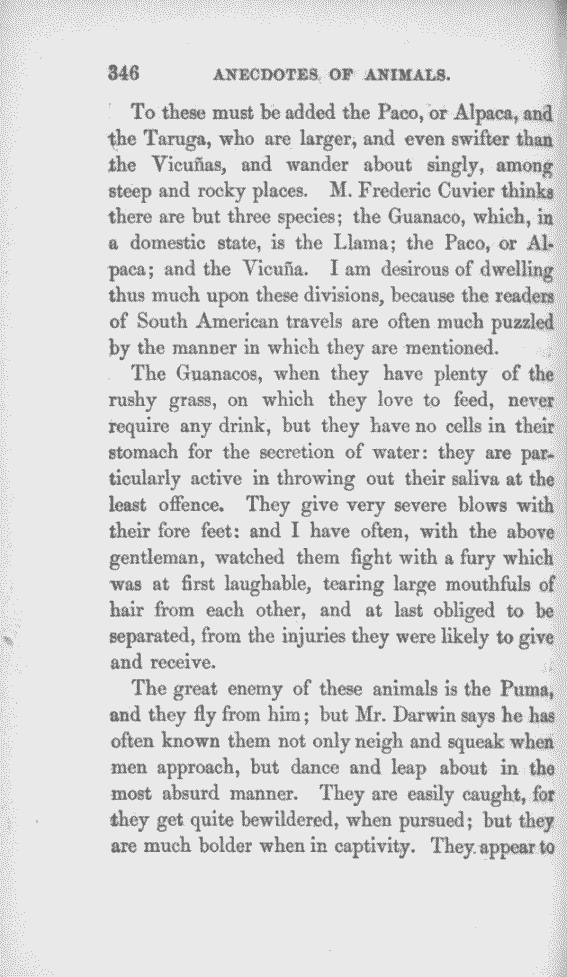 346 ANECDOTES OF ANIMALS.
To these must be added the Paco, or Alpaca, and
the Taruga, who are larger, and even swifter than
the Vicuñas, and wander about singly, among
steep and rocky places. M. Frederic Cuvier thinks
there are but three species; the Guanaco, which, in
a domestic state, is the Llama; the Paco, or Al-
paca; and the Vicuña. I am desirous of dwelling
thus much upon these divisions, because the readers
of South American travels are often much puzzled
by the manner in which they are mentioned.
The Guanacos, when they have plenty of the
rushy grass, on which they love to feed, never
require any drink, but they have no cells in their
stomach for the secretion of water: they are par-
ticularly active in throwing out their saliva at the
least offence. They give very severe blows with
their fore feet: and I have often, with the above
gentleman, watched them fight with a fury which
was at first laughable, tearing large mouthfuls of
hair from each other, and at last obliged to be
separated, from the injuries they were likely to give
and receive.
The great enemy of these animals is the Puma,
and they fly from him; but Mr. Darwin says he has
often known them not only neigh and squeak when
men approach, but dance and leap about in the
most absurd manner. They are easily caught, for
they get quite bewildered, when pursued; but they
are much bolder when in captivity. They appear to